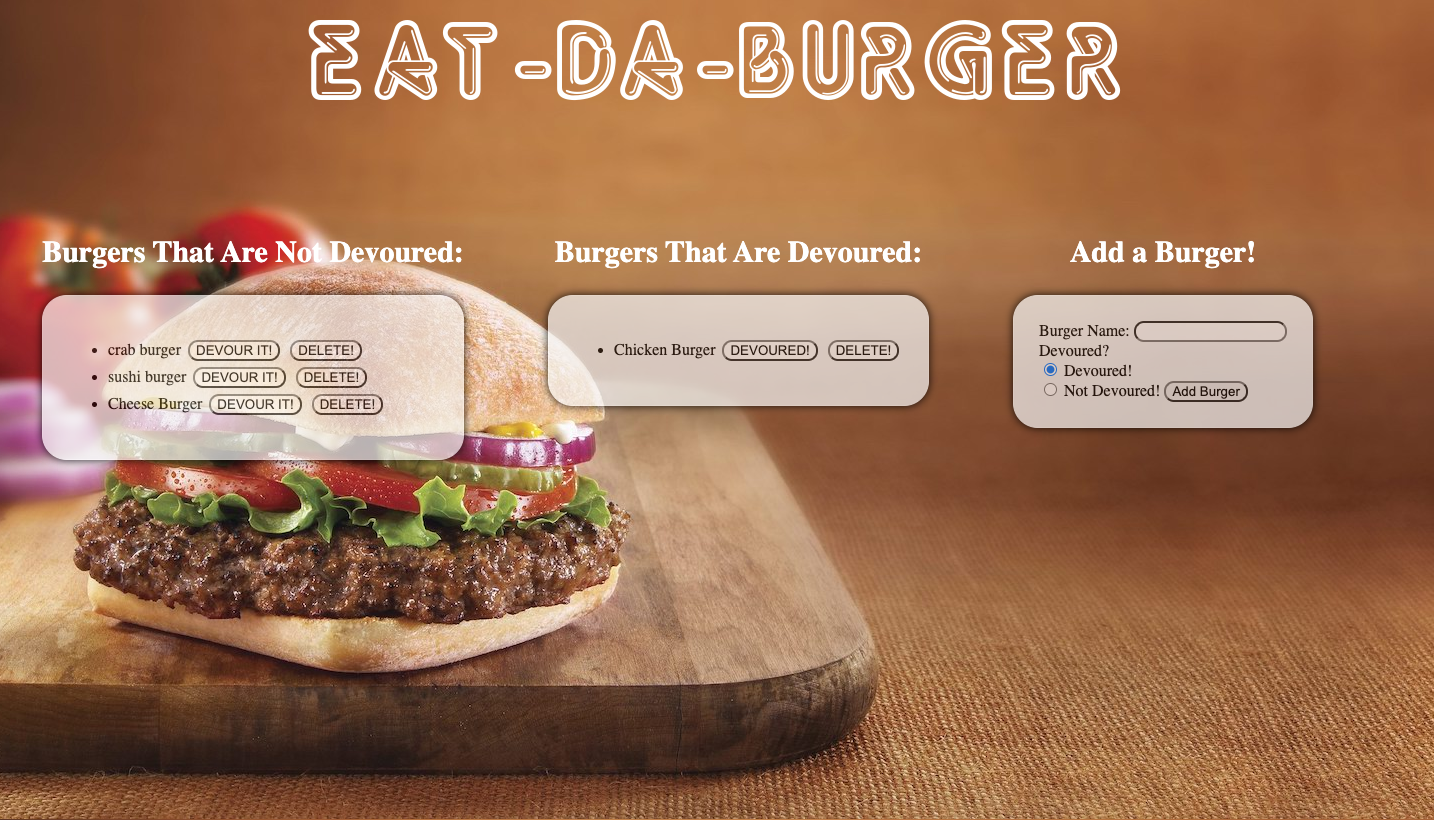 EAT-DA-BURGER
Burgers That Are Not Devoured:
crab burger DEVOUR IT! DELETE!
sushi burger DEVOUR IT! DELETE!
Cheese Burger DEVOUR IT! DELETE!
Burgers That Are Devoured:
Chicken Burger DEVOURED! DELETE!
Add a Burger!
Burger Name:
Devoured?
Devoured!
Not Devoured! Add Burger